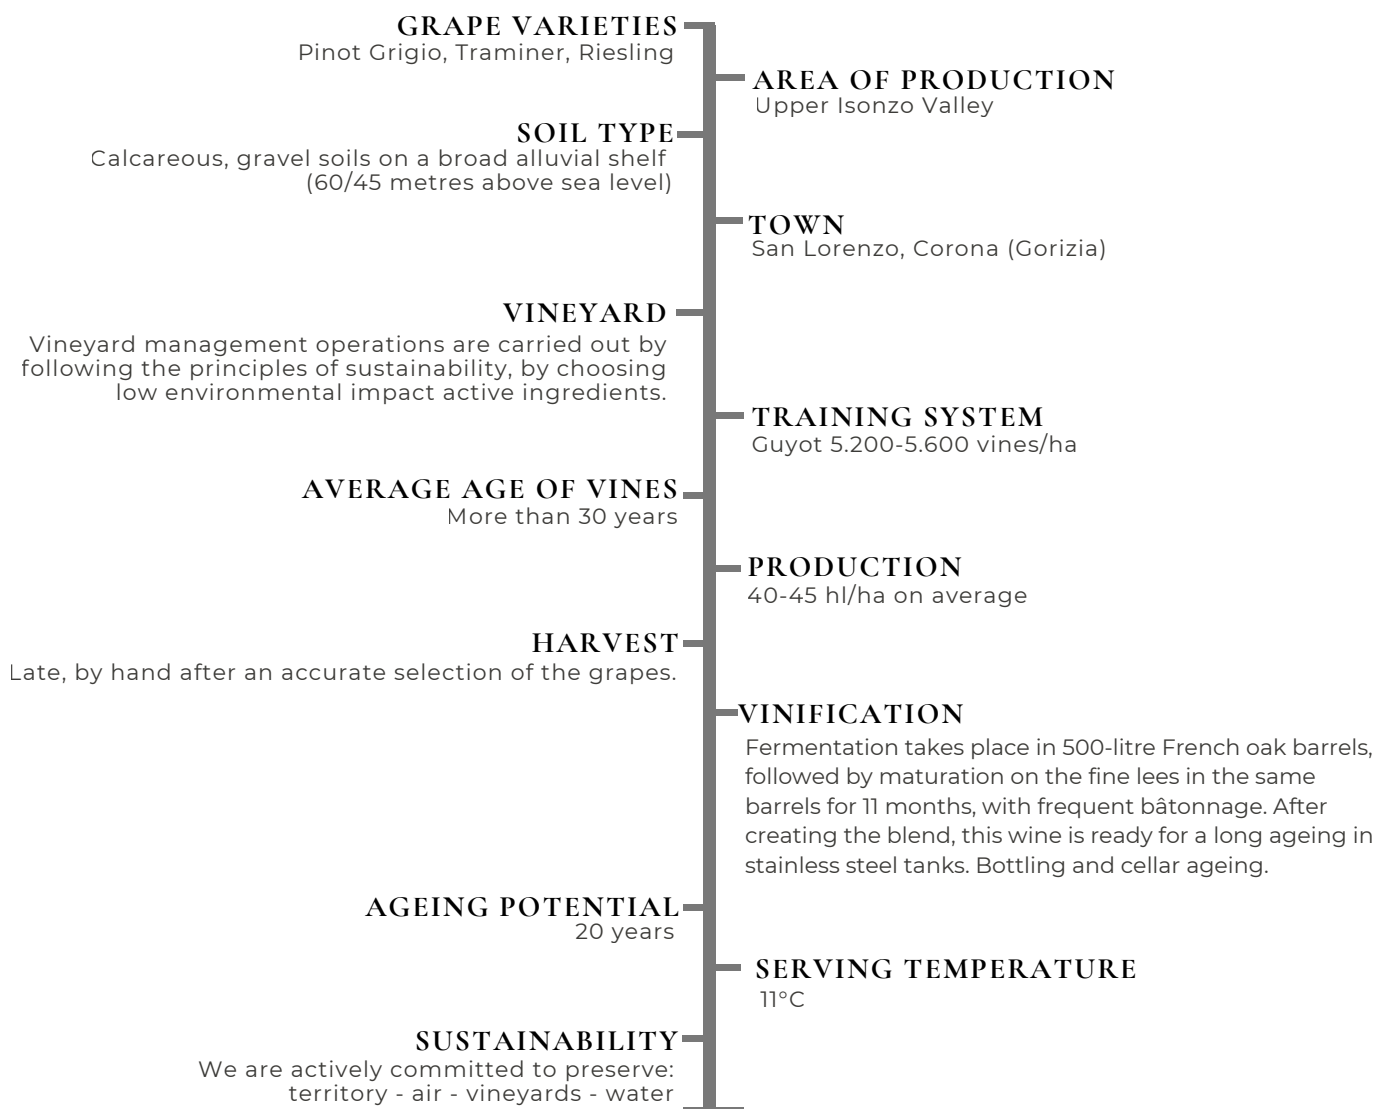 GRAPE VARIETIES
Pinot Grigio, Traminer, Riesling
AREA OF PRODUCTION
Upper Isonzo Valley
SOIL TYPE
Calcareous, gravel soils on a broad alluvial shelf
(60/45 metres above sea level)
TOWN
San Lorenzo, Corona (Gorizia)
VINEYARD
Vineyard management operations are carried out by
following the principles of sustainability, by choosing
low environmental impact active ingredients.
TRAINING SYSTEM
Guyot 5.200-5.600 vines/ha
AVERAGE AGE OF VINES
More than 30 years
PRODUCTION
40-45 hl/ha on average
HARVEST
Late, by hand after an accurate selection of the grapes.
VINIFICATION
Fermentation takes place in 500-litre French oak barrels,
followed by maturation on the fine lees in the same
barrels for 11 months, with frequent bâtonnage. After
creating the blend, this wine is ready for a long ageing in
stainless steel tanks. Bottling and cellar ageing.
AGEING POTENTIAL
20 years
SERVING TEMPERATURE
11°C
SUSTAINABILITY
We are actively committed to preserve:
territory - air - vineyards - water